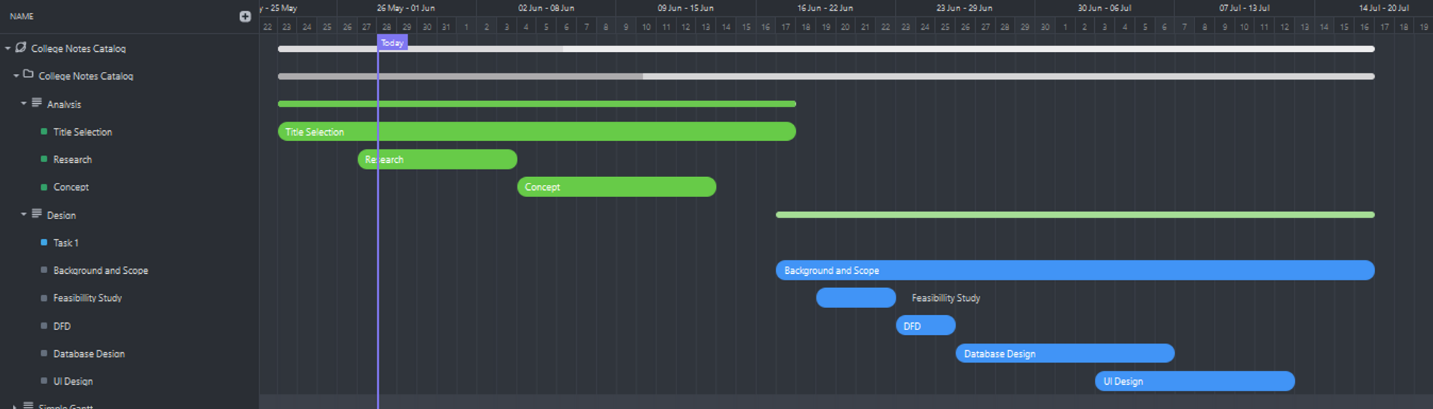 NAME
y - 25 May 26 May - 01 Jun 02 Jun - 08 Jun 09 Jun - 15 Jun 16 Jun - 22 Jun 23 Jun - 29 Jun 30 Jun - 06 Jul 07 Jul - 13 Jul 14 Jul - 20 Jul
22 23 24 25 26 27 28 29 30 31 1 2 3 4 5 6 7 8 9 10 11 12 13 14 15 16 17 18 19 20 21 22 23 24 25 26 27 28 29 30 1 2 3 4 5 6 7 8 9 10 11 12 13 14 15 16 17 18 19
Today
College Notes Catalog
College Notes Catalog
Analysis
Title Selection Title Selection
Research Research
Concept Concept
Design
Task 1
Background and Scope Background and Scope
Feasibillity Study Feasibillity Study
DFD DFD
Database Design Database Design
UI Design UI Design
Simple Gantt